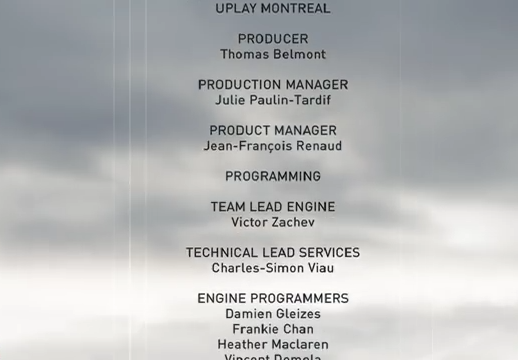 UPLAY MONTREAL
PRODUCER
Thomas Belmont
PRODUCTION MANAGER
Julie Paulin-Tardif
PRODUCT MANAGER
Jean-François Renaud
PROGRAMMING
TEAM LEAD ENGINE
Victor Zachev
TECHNICAL LEAD SERVICES
Charles-Simon Viau
ENGINE PROGRAMMERS
Damien Gleizes
Frankie Chan
Heather Maclaren
Vincent